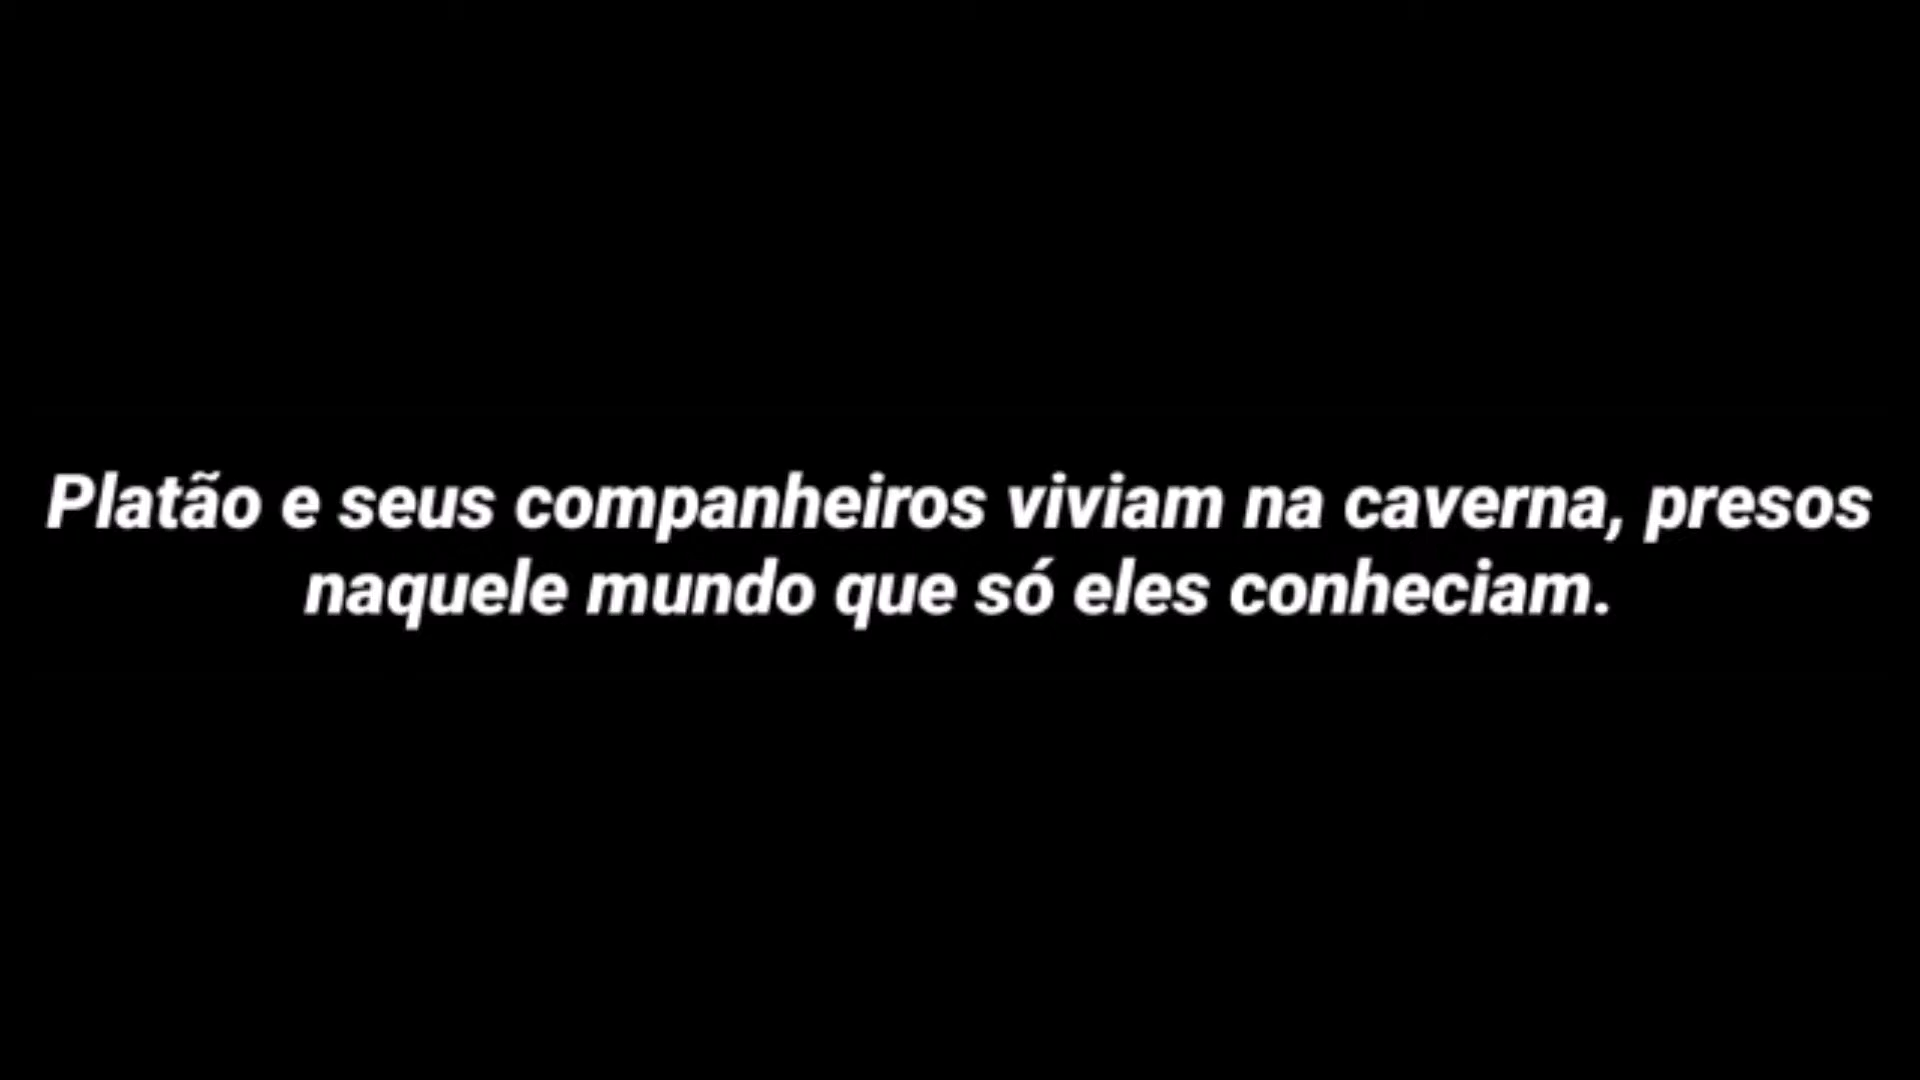 Platão e seus companheiros viviam na caverna, presos
naquele mundo que só eles conheciam.